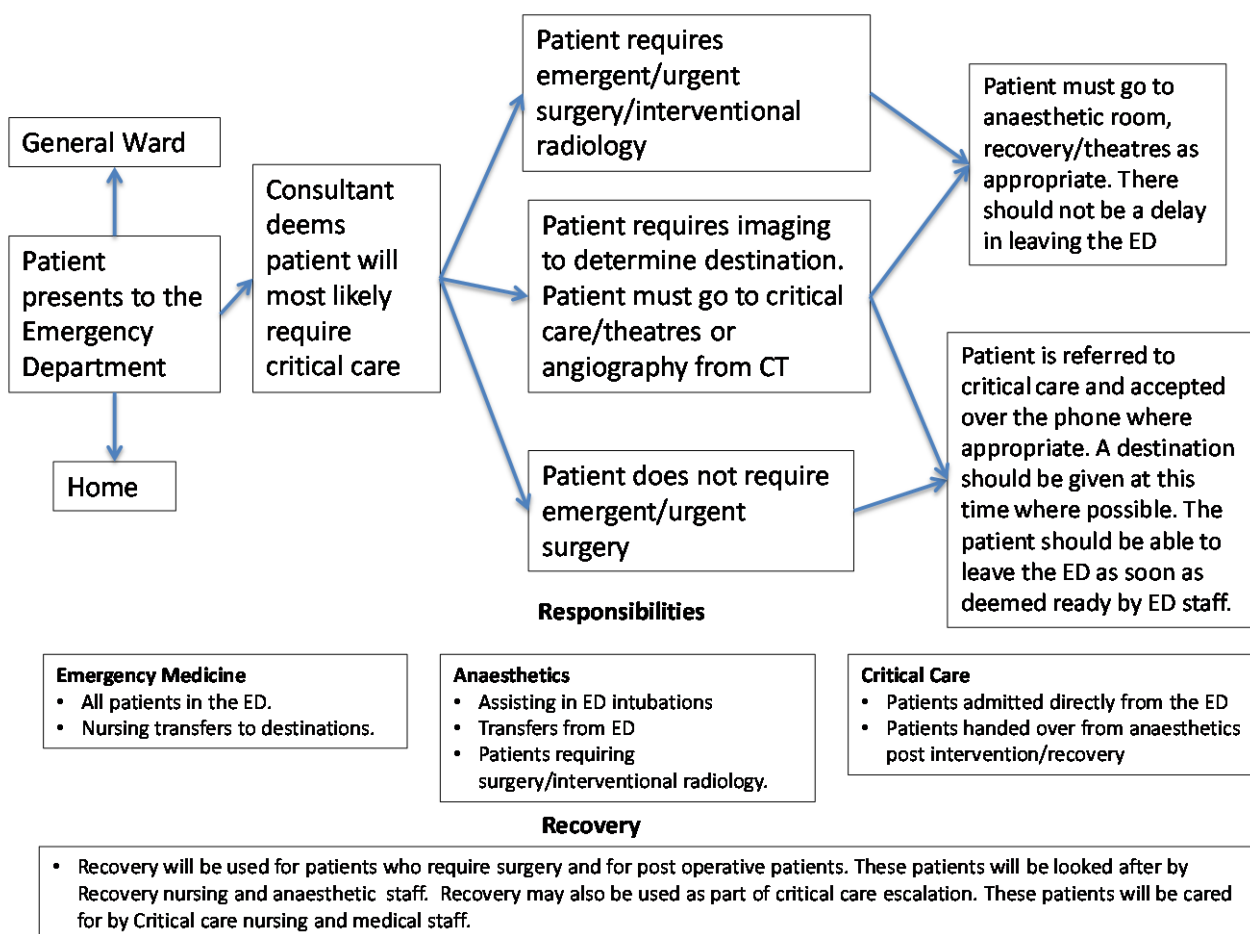 General Ward
Patient
presents to the
Emergency
Department
Home
Consultant
deems
patient will
most likely
require
critical care
Patient requires
emergent/urgent
surgery/interventional
radiology
Patient requires imaging
to determine destination.
Patient must go to critical
care/theatres or
angiography from CT
Patient does not require
emergent/urgent
surgery
Patient must go to
anaesthetic room,
recovery/theatres as
appropriate. There
should not be a delay
in leaving the ED
Patient is referred to
critical care and accepted
over the phone where
appropriate. A destination
should be given at this
time where possible. The
patient should be able to
leave the ED as soon as
deemed ready by ED staff.
Responsibilities
Emergency Medicine
• All patients in the ED.
• Nursing transfers to destinations.
Anaesthetics
• Assisting in ED intubations
• Transfers from ED
• Patients requiring
surgery/interventional radiology.
Critical Care
• Patients admitted directly from the ED
• Patients handed over from anaesthetics
post intervention/recovery
Recovery
• Recovery will be used for patients who require surgery and for post operative patients. These patients will be looked after by
Recovery nursing and anaesthetic staff. Recovery may also be used as part of critical care escalation. These patients will be cared
for by Critical care nursing and medical staff.